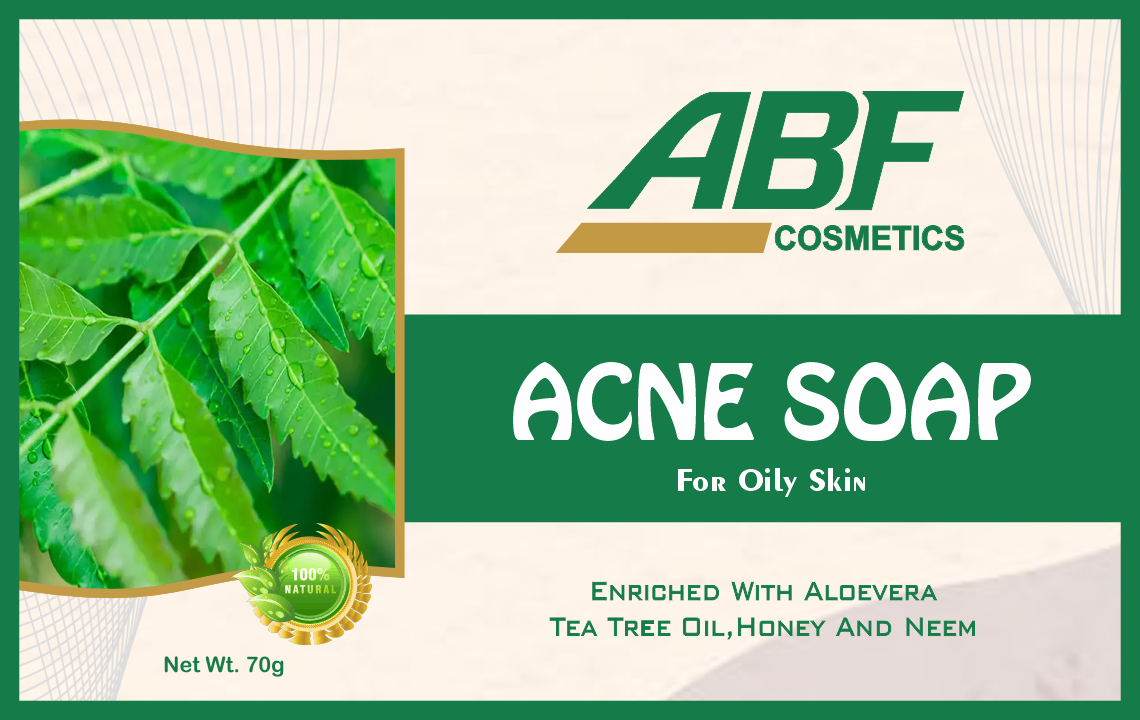 ABF
COSMETICS
ACNE SOAP
For Oily Skin
Enriched With Aloevera
Tea Tree Oil,Honey And Neem
100%
NATURAL
Net Wt. 70g